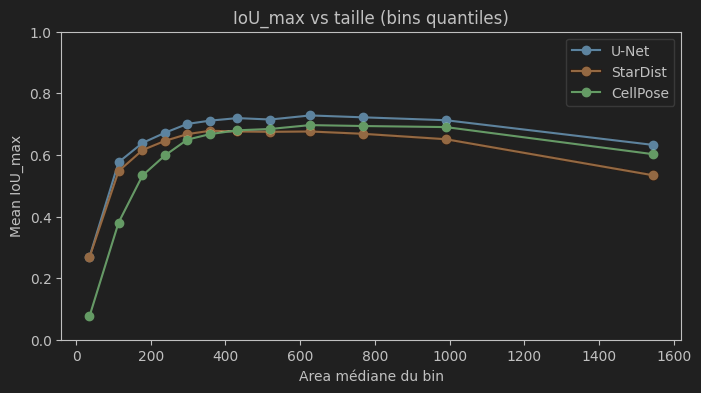 IoU_max vs taille (bins quantiles)
1.0
0.8
0.6
0.4
0.2
0.0
Mean IoU_max
U-Net
StarDist
CellPose
0
200
400
600
800
1000
1200
1400
1600
Area médiane du bin